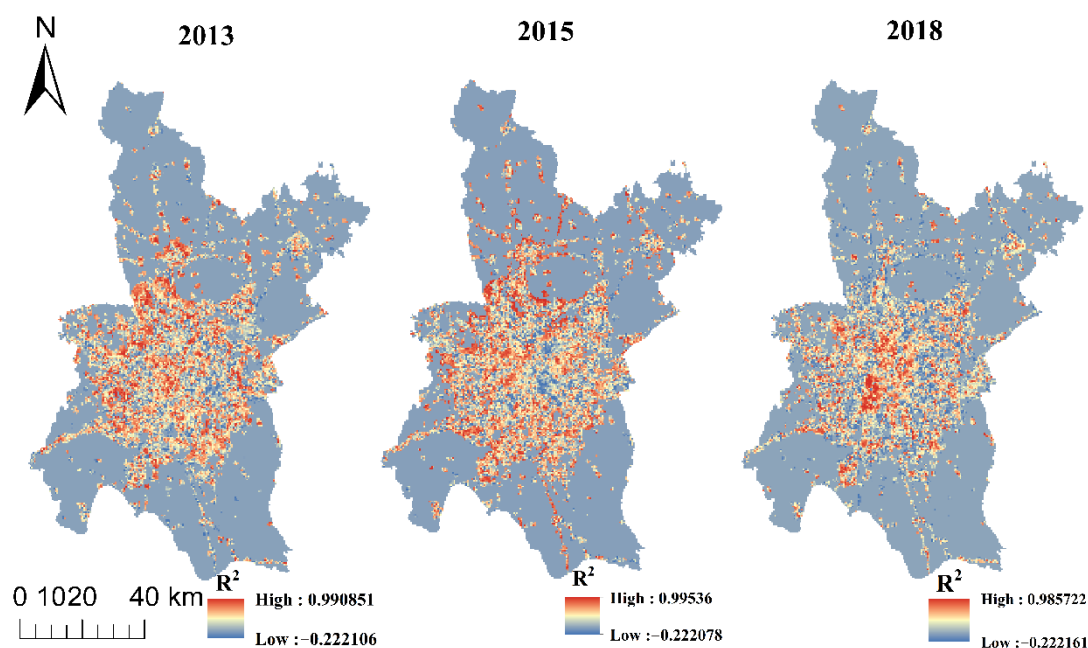 N
2013
2015
2018
0 1020 40 km
R²
High : 0.990851
Low : −0.222106
R²
High : 0.99536
Low : −0.222078
R²
High : 0.985722
Low : −0.222161